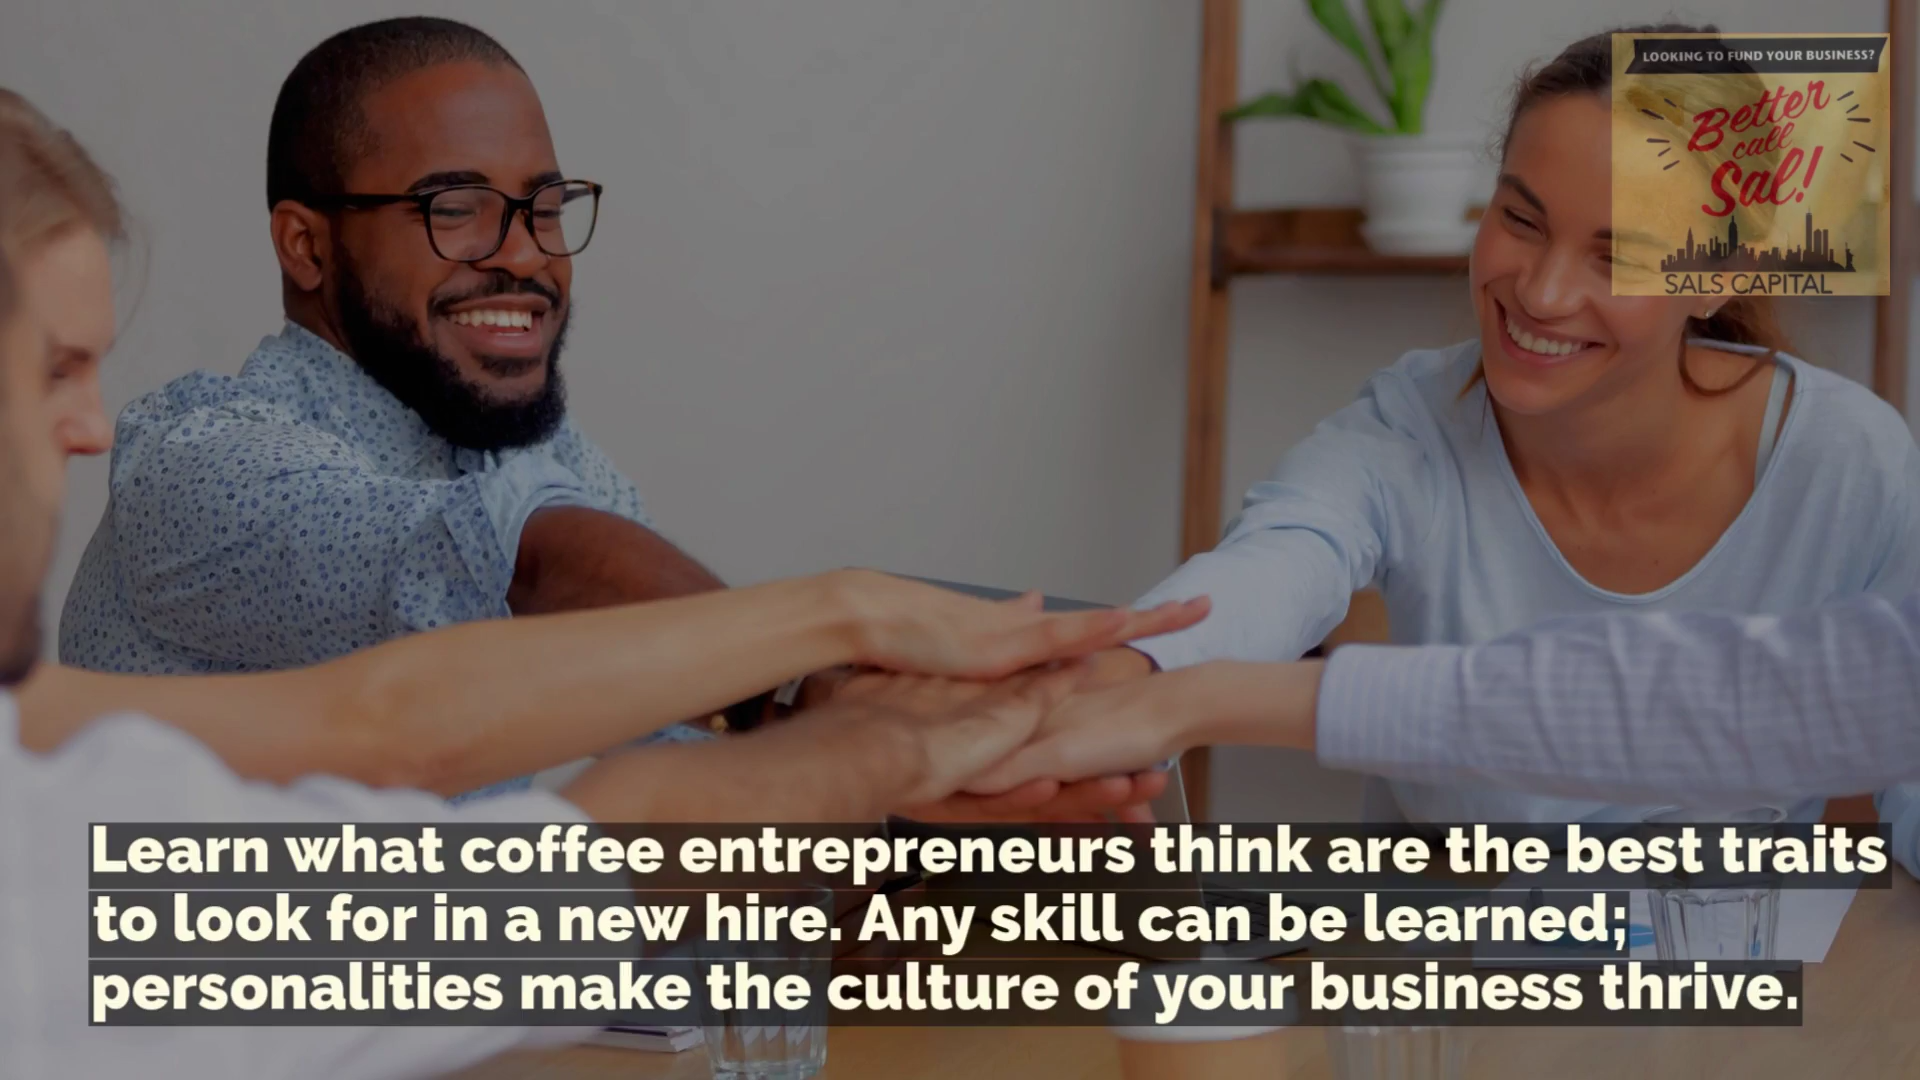 LOOKING TO FUND YOUR BUSINESS?
Better
call
Sal!
SALS CAPITAL
Learn what coffee entrepreneurs think are the best traits
to look for in a new hire. Any skill can be learned;
personalities make the culture of your business thrive.